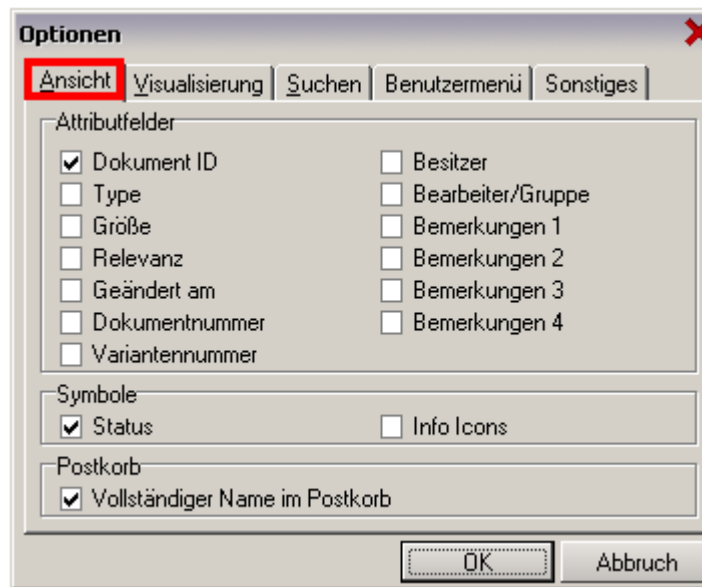 Optionen
Ansicht Visualisierung Suchen Benutzermenü Sonstiges
Attributfelder
Dokument ID Besitzer
Type Bearbeiter/Gruppe
Größe Bemerkungen 1
Relevanz Bemerkungen 2
Geändert am Bemerkungen 3
Dokumentnummer Bemerkungen 4
Variantennummer
Symbole
Status Info Icons
Postkorb
Vollständiger Name im Postkorb
OK Abbruch